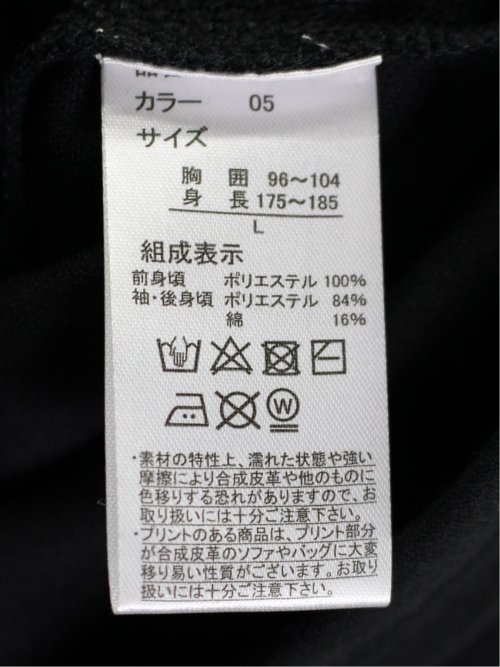 カラー 05
サイズ
胸囲 96～104
身長 175～185
L
組成表示
前身頃 ポリエステル 100%
袖・後身頃 ポリエステル 84%
綿 16%
W
・素材の特性上、濡れた状態や強い
摩擦により合成皮革や他のものに
色移りする恐れがありますので、お
取り扱いには十分ご注意下さい。
・プリントのある商品は、プリント部分
が合成皮革のソファやバッグに大変
移り易い性質がございます。お取り
扱いには十分ご注意下さい。